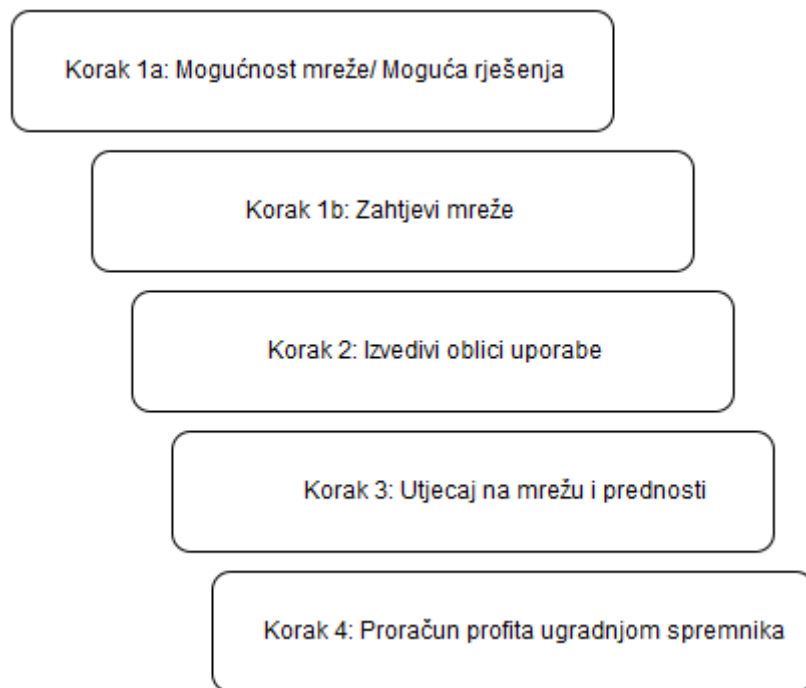 Korak 1a: Mogućnost mreže/ Moguća rješenja
Korak 1b: Zahtjevi mreže
Korak 2: Izvedivi oblici uporabe
Korak 3: Utjecaj na mrežu i prednosti
Korak 4: Proračun profita ugradnjom spremnika